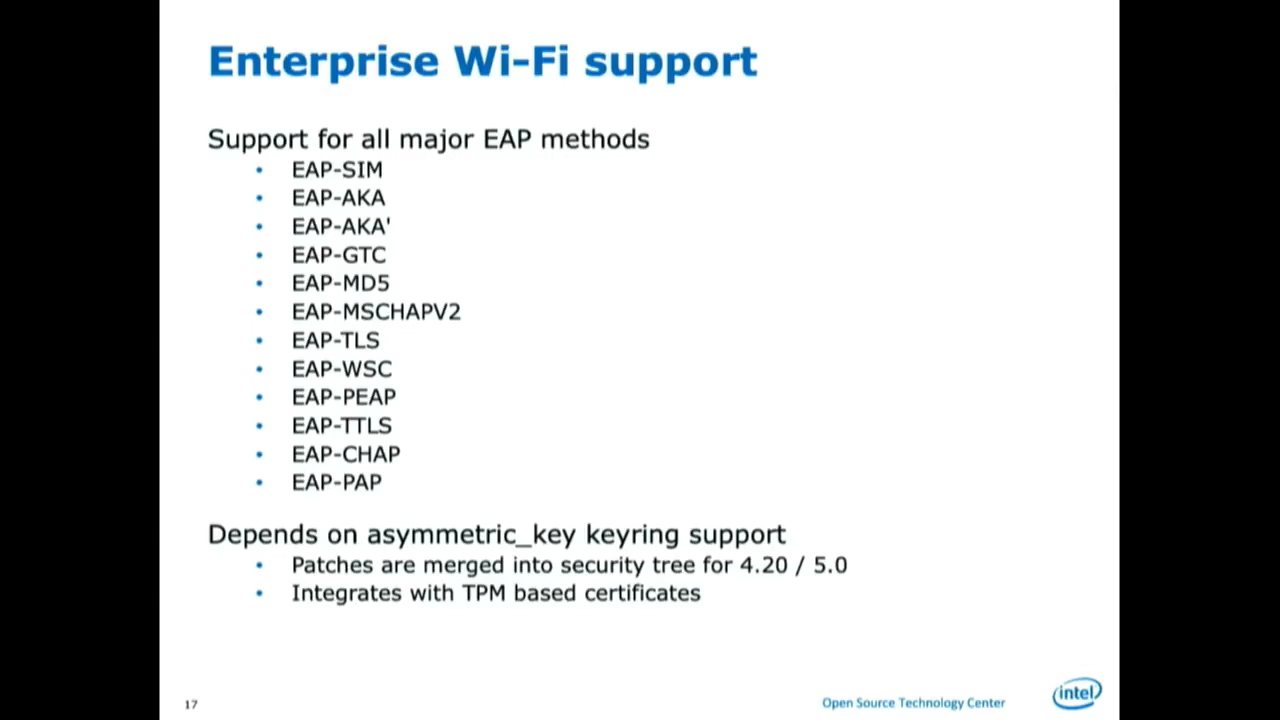 Enterprise Wi-Fi support
Support for all major EAP methods
• EAP-SIM
• EAP-AKA
• EAP-AKA'
• EAP-GTC
• EAP-MD5
• EAP-MSCHAPV2
• EAP-TLS
• EAP-WSC
• EAP-PEAP
• EAP-TTLS
• EAP-CHAP
• EAP-PAP
Depends on asymmetric_key keyring support
• Patches are merged into security tree for 4.20 / 5.0
• Integrates with TPM based certificates
17
Open Source Technology Center
intel